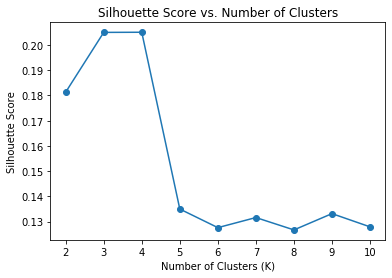 Silhouette Score vs. Number of Clusters
Silhouette Score
0.20
0.19
0.18
0.17
0.16
0.15
0.14
0.13
2 3 4 5 6 7 8 9 10
Number of Clusters (K)